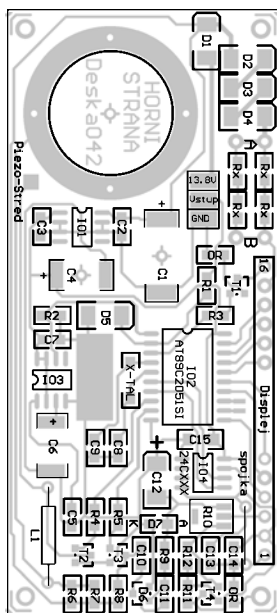 D1
D2
D3
D4
HORNI
STRANA
Deska042
Piezo-Stred
A
Rx
Rx
Rx
Rx
13.8V
Vstup
GND
B
C3
IO1
C2
+
C1
OR
R1
T1
16
+
C4
R2
D5
R3
C7
IO2
AT89C2051SI
IO3
X-TAL
Displej
+
C6
C9
C8
+
C15
24CXXX
IO4
spojka
C12
R10
L1
C5
R4
R5
K
D7
A
1
T2
T3
C10
R9
C11
R11
C13
C14
R6
R7
R8
D6
R12
T4
OR